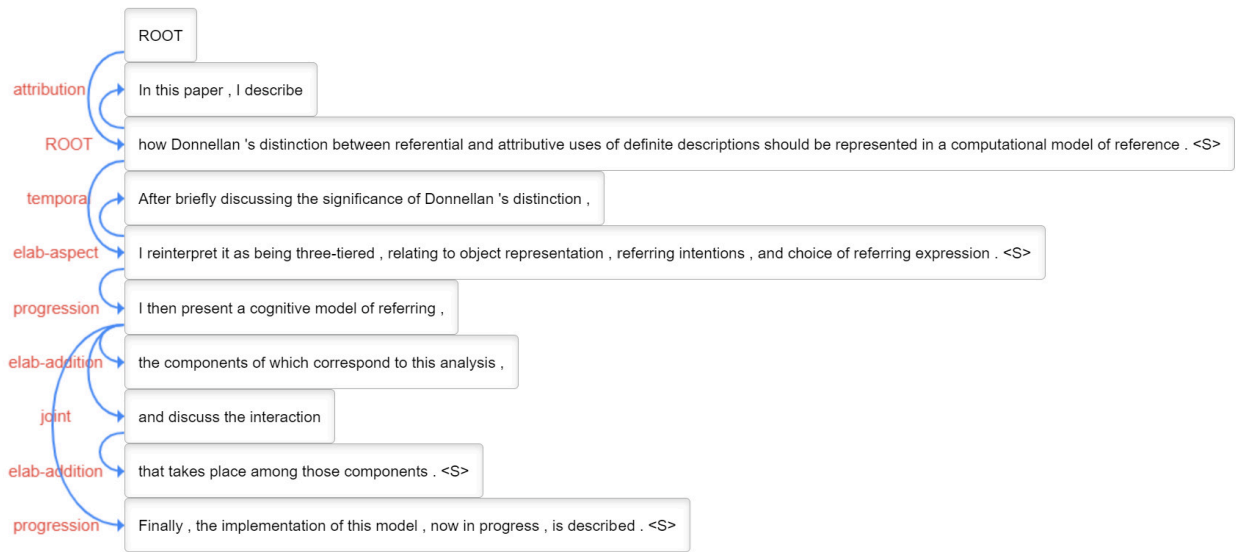 ROOT
attribution In this paper , I describe
ROOT how Donnellan 's distinction between referential and attributive uses of definite descriptions should be represented in a computational model of reference . <S>
temporal After briefly discussing the significance of Donnellan 's distinction ,
elab-aspect I reinterpret it as being three-tiered , relating to object representation , referring intentions , and choice of referring expression . <S>
progression I then present a cognitive model of referring ,
elab-addition the components of which correspond to this analysis ,
joint and discuss the interaction
elab-addition that takes place among those components . <S>
progression Finally , the implementation of this model , now in progress , is described . <S>